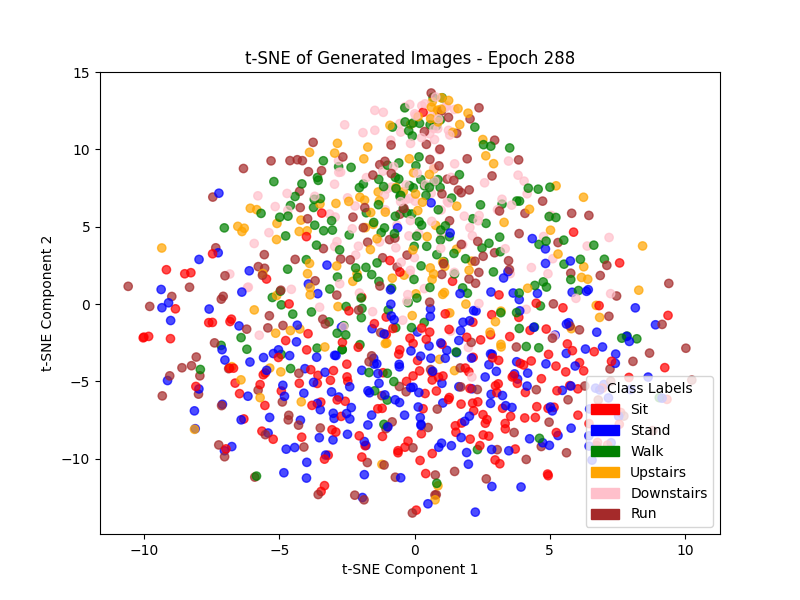 t-SNE of Generated Images - Epoch 288
15
10
5
0
−5
−10
t-SNE Component 2
−10
−5
0
5
10
t-SNE Component 1
Class Labels
Sit
Stand
Walk
Upstairs
Downstairs
Run